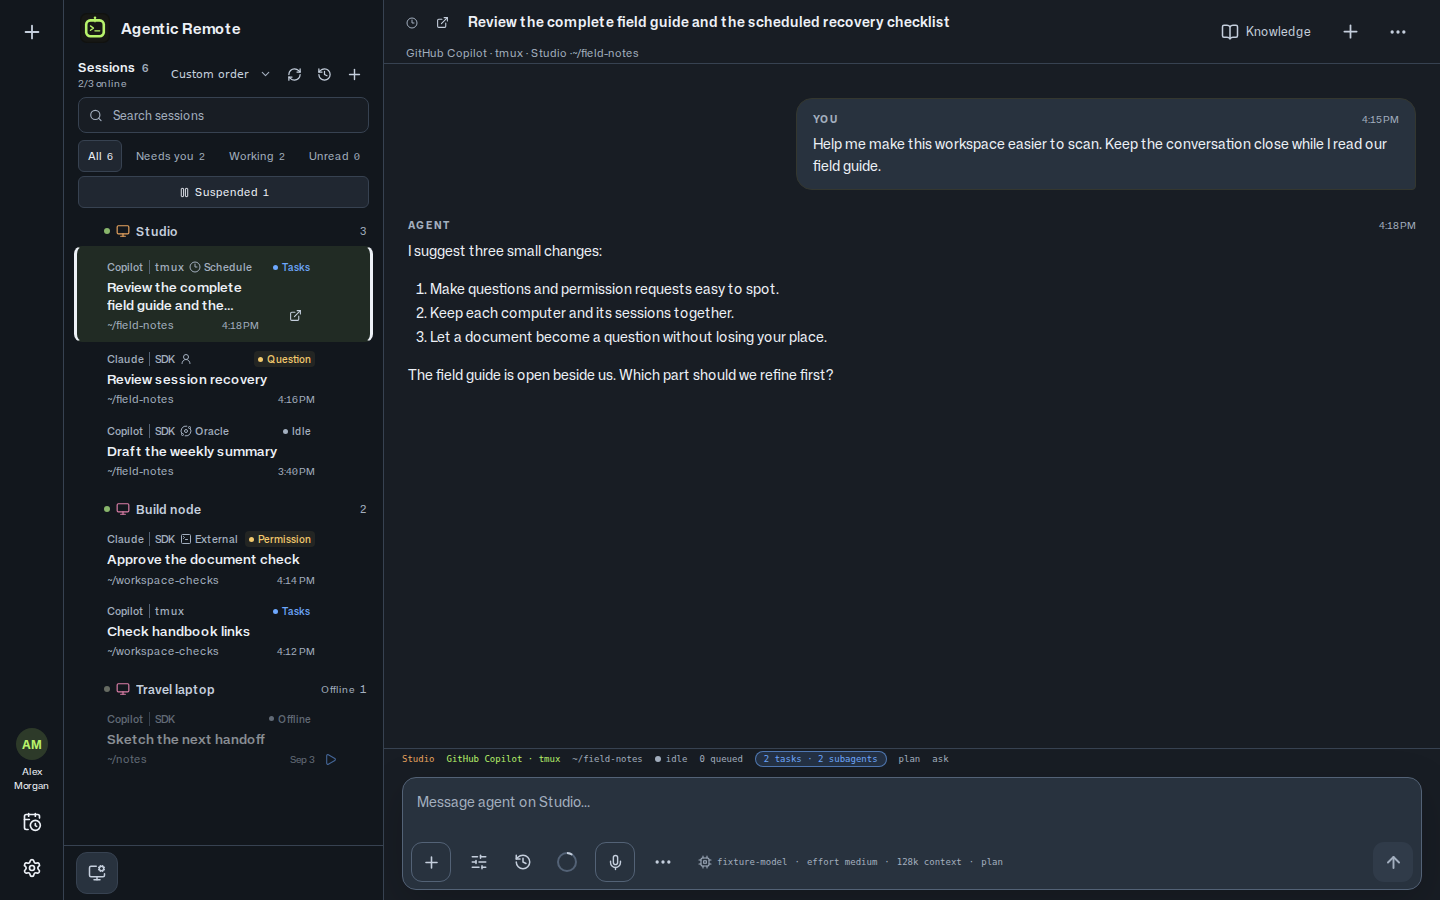 Agentic Remote
Sessions 6
2/3 online
Custom order
Search sessions
All 6
Needs you 2
Working 2
Unread 0
Suspended 1
Studio 3
Copilot | tmux Schedule Tasks
Review the complete
field guide and the...
~/field-notes 4:18 PM
Claude | SDK Question
Review session recovery
~/field-notes 4:16 PM
Copilot | SDK Oracle Idle
Draft the weekly summary
~/field-notes 3:40 PM
Build node 2
Claude | SDK External Permission
Approve the document check
~/workspace-checks 4:14 PM
Copilot | tmux Tasks
Check handbook links
~/workspace-checks 4:12 PM
Travel laptop Offline 1
Copilot | SDK Offline
Sketch the next handoff
~/notes Sep 3
AM
Alex
Morgan
Review the complete field guide and the scheduled recovery checklist
GitHub Copilot · tmux · Studio · ~/field-notes
Knowledge
YOU 4:15 PM
Help me make this workspace easier to scan. Keep the conversation close while I read our
field guide.
AGENT 4:18 PM
I suggest three small changes:
1. Make questions and permission requests easy to spot.
2. Keep each computer and its sessions together.
3. Let a document become a question without losing your place.
The field guide is open beside us. Which part should we refine first?
Studio GitHub Copilot · tmux ~/field-notes idle 0 queued 2 tasks · 2 subagents plan ask
Message agent on Studio...
fixture-model · effort medium · 128k context · plan